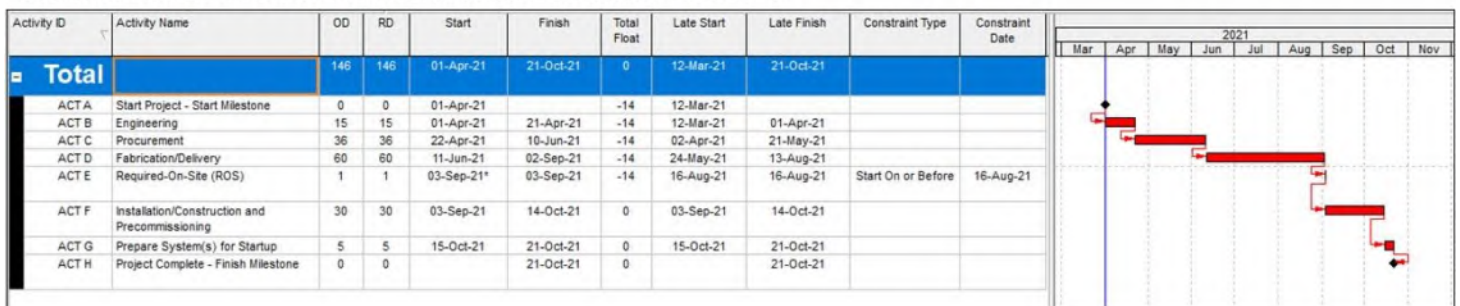 Activity ID Activity Name OD RD Start Finish Total Float Late Start Late Finish Constraint Type Constraint Date
2021
Mar Apr May Jun Jul Aug Sep Oct Nov
Total 146 146 01-Apr-21 21-Oct-21 0 12-Mar-21 21-Oct-21
ACT A Start Project - Start Milestone 0 0 01-Apr-21 -14 12-Mar-21
ACT B Engineering 15 15 01-Apr-21 21-Apr-21 -14 12-Mar-21 01-Apr-21
ACT C Procurement 36 36 22-Apr-21 10-Jun-21 -14 02-Apr-21 21-May-21
ACT D Fabrication/Delivery 60 60 11-Jun-21 02-Sep-21 -14 24-May-21 13-Aug-21
ACT E Required-On-Site (ROS) 1 1 03-Sep-21* 03-Sep-21 -14 16-Aug-21 16-Aug-21 Start On or Before 16-Aug-21
ACT F Installation/Construction and Precommissioning 30 30 03-Sep-21 14-Oct-21 0 03-Sep-21 14-Oct-21
ACT G Prepare System(s) for Startup 5 5 15-Oct-21 21-Oct-21 0 15-Oct-21 21-Oct-21
ACT H Project Complete - Finish Milestone 0 0 21-Oct-21 0 21-Oct-21